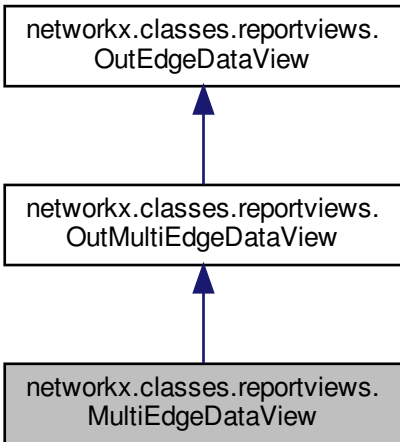 networkx.classes.reportviews.
OutEdgeDataView
networkx.classes.reportviews.
OutMultiEdgeDataView
networkx.classes.reportviews.
MultiEdgeDataView